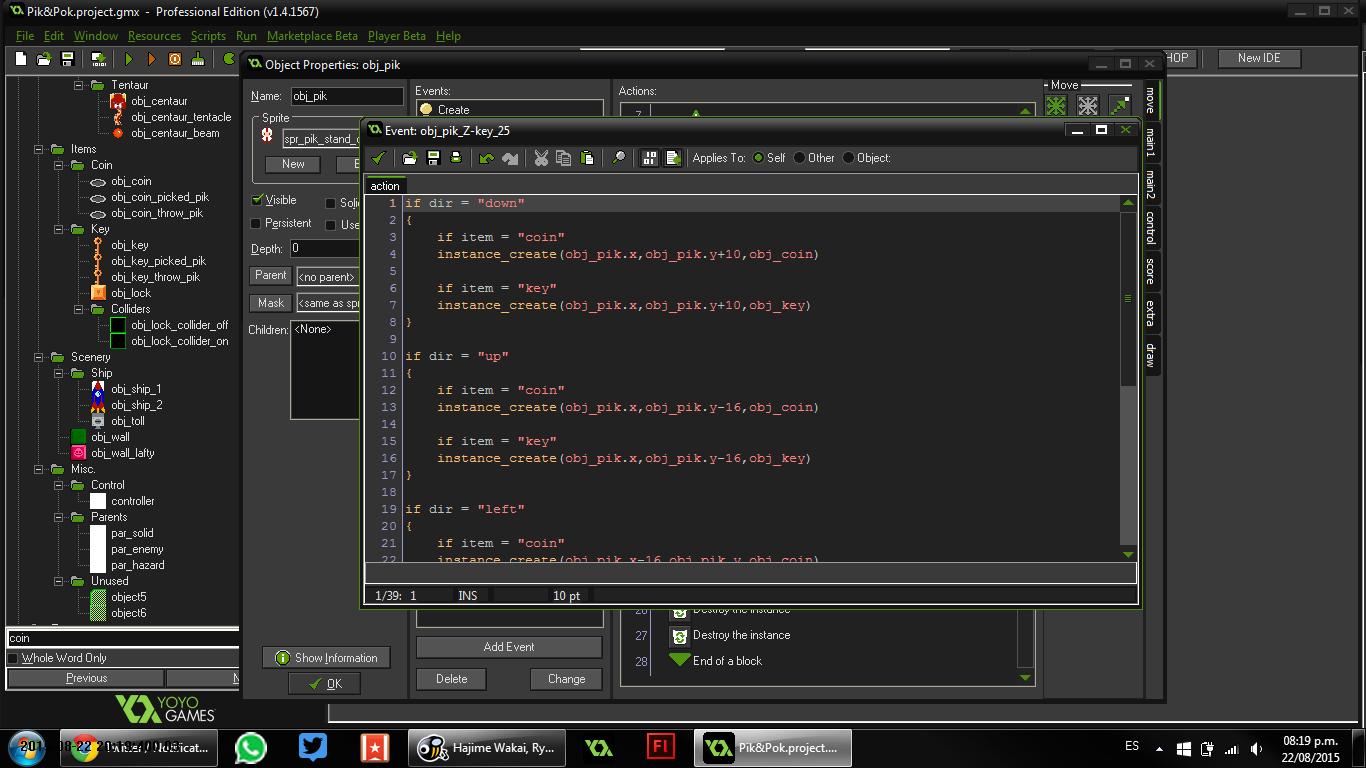 Pik&Pok.project.gmx - Professional Edition (v1.4.1567)
File Edit Window Resources Scripts Run Marketplace Beta Player Beta Help
New IDE
Tentaur
obj_centaur
obj_centaur_tentacle
obj_centaur_beam
Items
Coin
obj_coin
obj_coin_picked_pik
obj_coin_throw_pik
Key
obj_key
obj_key_picked_pik
obj_key_throw_pik
obj_lock
Colliders
obj_lock_collider_off
obj_lock_collider_on
Scenery
Ship
obj_ship_1
obj_ship_2
obj_toll
obj_wall
obj_wall_lafty
Misc.
Control
controller
Parents
par_solid
par_enemy
par_hazard
Unused
object5
object6
coin
Whole Word Only
Previous
YOYO
GAMES
Object Properties: obj_pik
Name: obj_pik
Sprite
spr_pik_stand_
New
Visible
Persistent
Depth: 0
Parent <no parent>
Mask <same as spr
Children: <None>
Show Information
OK
Events:
Create
Add Event
Delete Change
Actions:
26 Destroy the instance
27 Destroy the instance
28 End of a block
Move
move
main1
main2
control
score
extra
draw
Event: obj_pik_Z-key_25
Applies To: Self Other Object:
action
1 if dir = "down"
2 {
3 if item = "coin"
4 instance_create(obj_pik.x,obj_pik.y+10,obj_coin)
5
6 if item = "key"
7 instance_create(obj_pik.x,obj_pik.y+10,obj_key)
8 }
9
10 if dir = "up"
11 {
12 if item = "coin"
13 instance_create(obj_pik.x,obj_pik.y-16,obj_coin)
14
15 if item = "key"
16 instance_create(obj_pik.x,obj_pik.y-16,obj_key)
17 }
18
19 if dir = "left"
20 {
21 if item = "coin"
22 instance_create(obj_pik.x-16,obj_pik.y,obj_coin)
1/39: 1 INS 10 pt
Hajime Wakai, Ry...
Pik&Pok.project....
ES
08:19 p.m.
22/08/2015